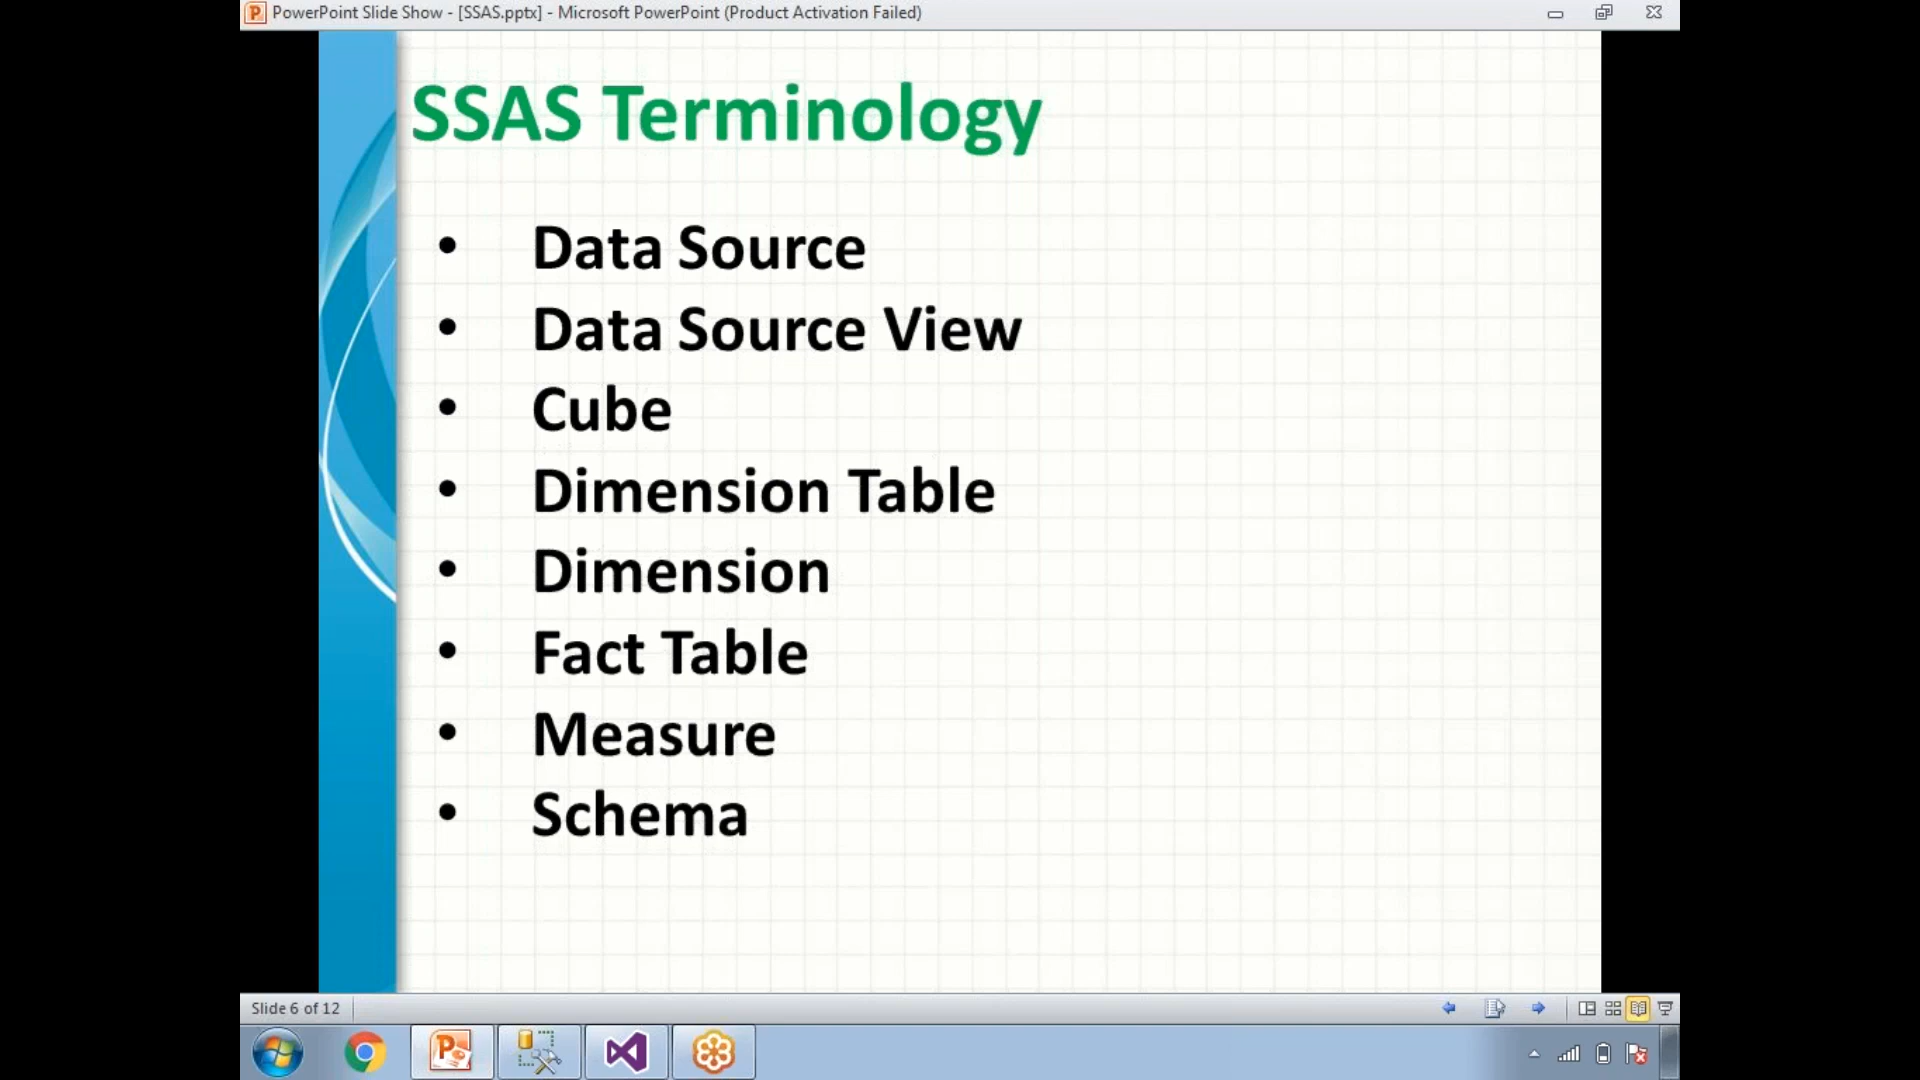 PowerPoint Slide Show - [SSAS.pptx] - Microsoft PowerPoint (Product Activation Failed)
SSAS Terminology
• Data Source
• Data Source View
• Cube
• Dimension Table
• Dimension
• Fact Table
• Measure
• Schema
Slide 6 of 12